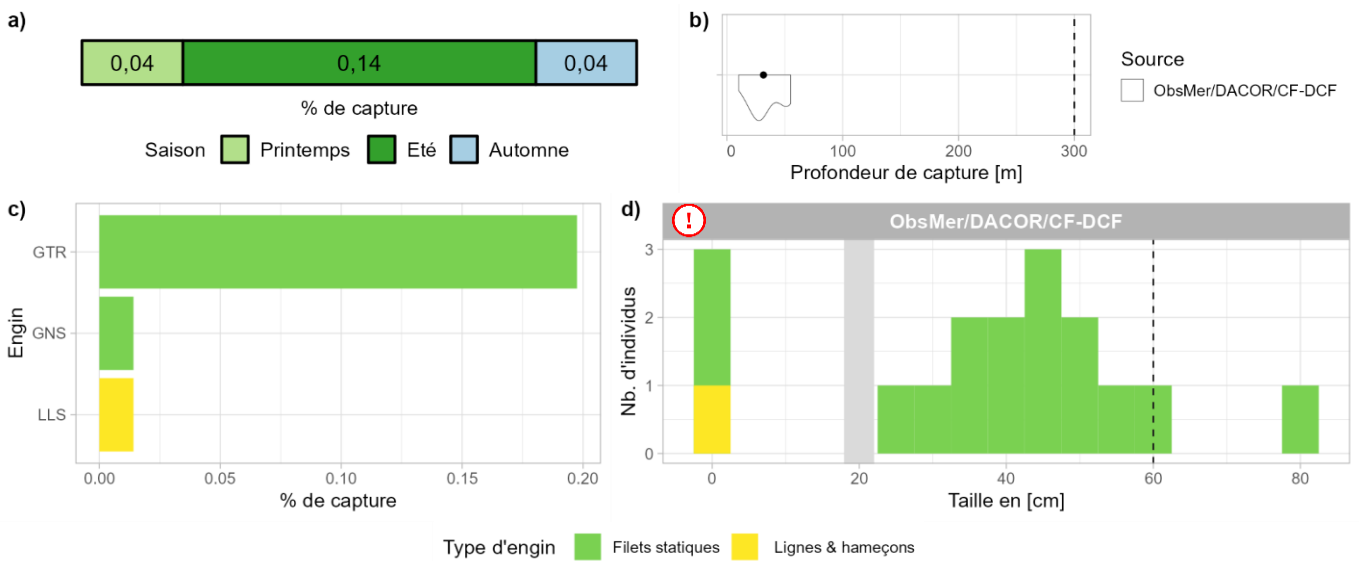 a)
0,04 0,14 0,04
% de capture
Saison Printemps Eté Automne
b)
0 100 200 300
Profondeur de capture [m]
Source
ObsMer/DACOR/CF-DCF
c)
Engin
GTR
GNS
LLS
0.00 0.05 0.10 0.15 0.20
% de capture
d)
! ObsMer/DACOR/CF-DCF
Nb. d'individus
3
2
1
0
0 20 40 60 80
Taille en [cm]
Type d'engin Filets statiques Lignes & hameçons